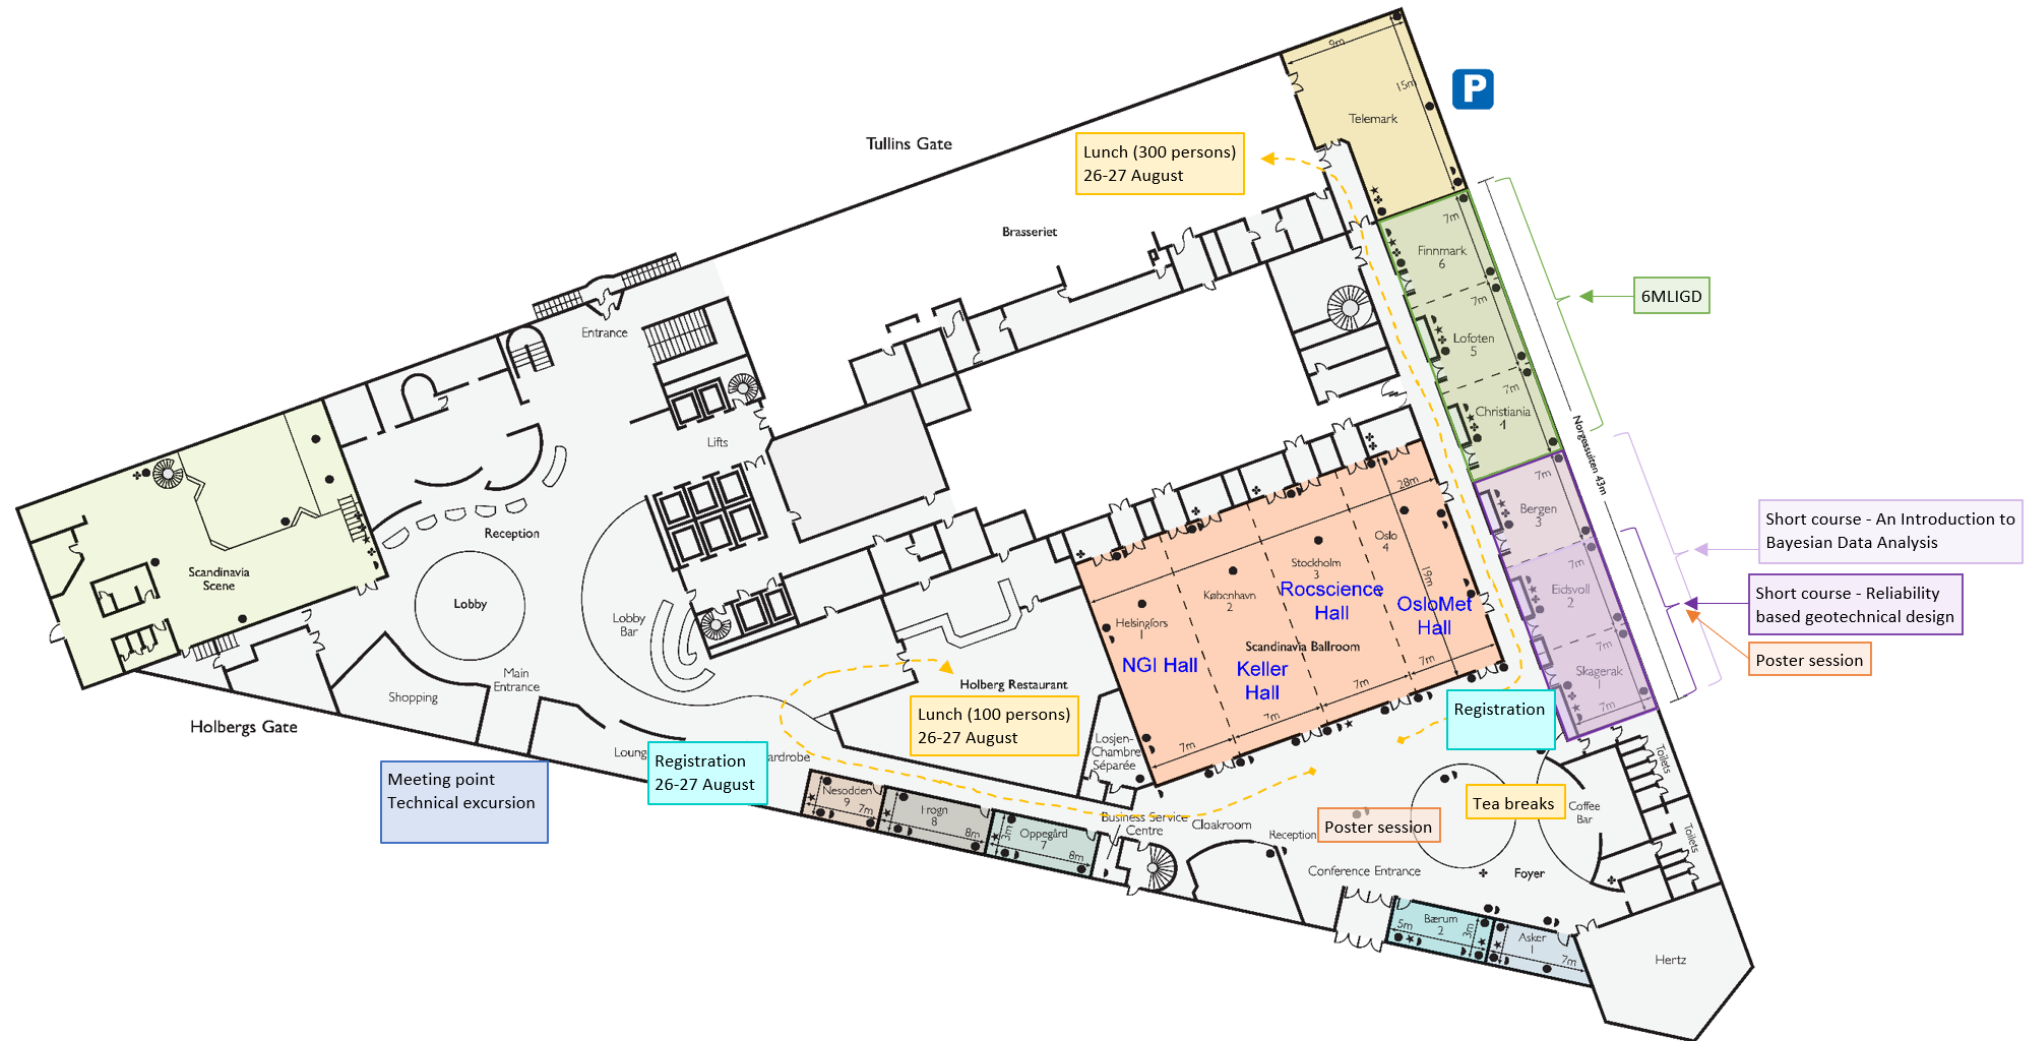 9m
15m
P
Telemark
Tullins Gate
Lunch (300 persons)
26-27 August
7m
Brasseriet
Finnmark
6
6MLIGD
7m
Entrance
Lofoten
5
7m
Christiania
4
Norgessuiten 43m
Lifts
7m
28m
Bergen
3
Short course - An Introduction to
Bayesian Data Analysis
Reception
Oslo
4
Stockholm
3
7m
19m
Scandinavia
Scene
Rocscience
Hall
København
2
Eidsvoll
2
Short course - Reliability
based geotechnical design
Lobby
OsloMet
Hall
Lobby
Bar
Helsingfors
1
Scandinavia Ballroom
7m
Poster session
NGI Hall
Keller
Hall
7m
Skagerak
1
7m
Main
Entrance
Holberg Restaurant
7m
Shopping
Registration
Lunch (100 persons)
26-27 August
7m
7m
Holbergs Gate
Losjen-
Chambre
Séparée
Toilets
Loung
ardrobe
Registration
26-27 August
Meeting point
Technical excursion
Nesodden
9
7m
Frogn
8
8m
3m
Oppegård
7
8m
Business Service
Centre
Cloakroom
Reception
Poster session
Tea breaks
Coffee
Bar
Toilets
Conference Entrance
Foyer
Bærum
2
5m
3m
Asker
1
7m
Hertz